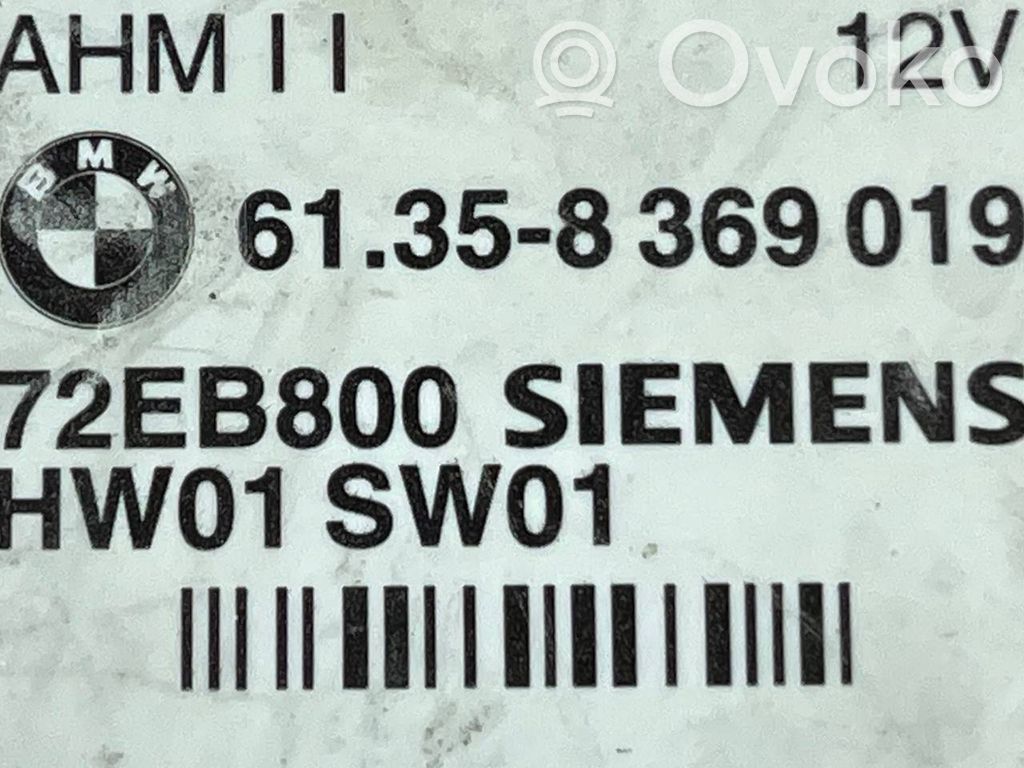 AHM I I 12V
Ovoko
BMW
61.35-8 369 019
72EB800 SIEMENS
HW01 SW01